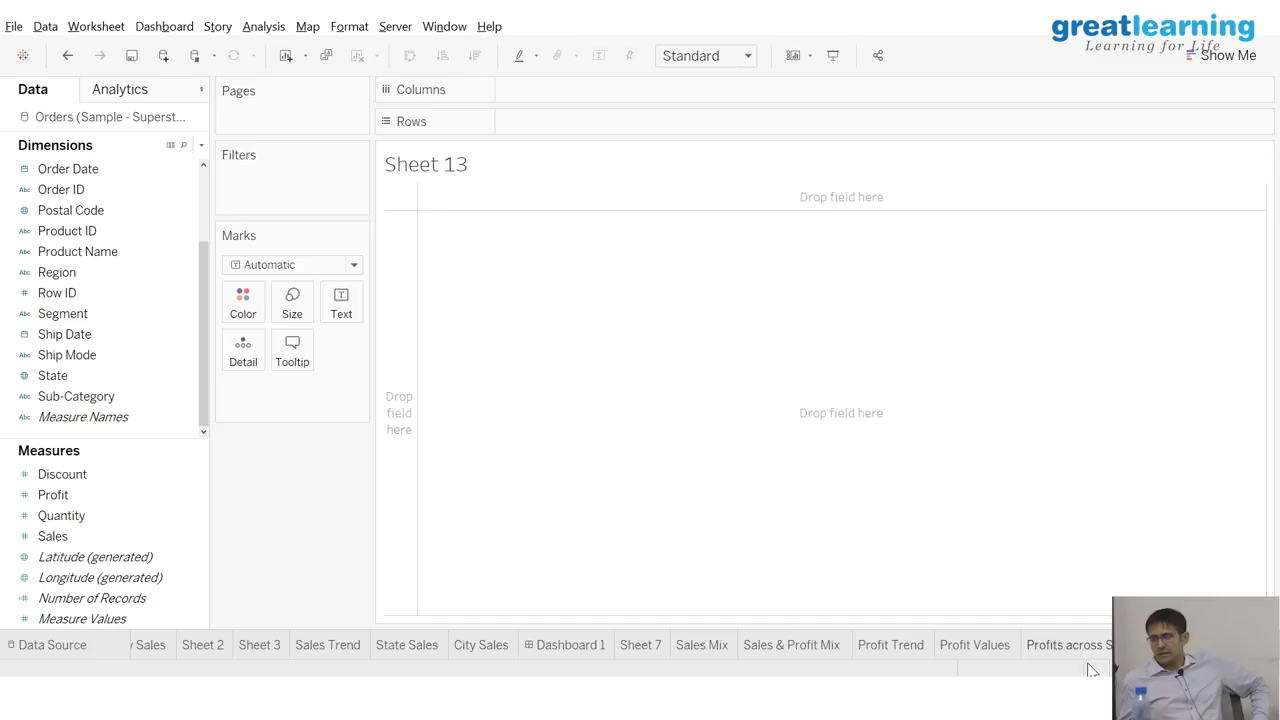 File Data Worksheet Dashboard Story Analysis Map Format Server Window Help
greatlearning
Learning for Life
Standard
Show Me
Data Analytics
Pages
Columns
Orders (Sample - Superst...
Rows
Dimensions
Filters
Sheet 13
Order Date
Order ID
Postal Code
Product ID
Product Name
Region
Row ID
Segment
Ship Date
Ship Mode
State
Sub-Category
Measure Names
Marks
Automatic
Color Size Text
Detail Tooltip
Drop field here
Drop
field
here
Drop field here
Measures
Discount
Profit
Quantity
Sales
Latitude (generated)
Longitude (generated)
Number of Records
Measure Values
Data Source Sales Sheet 2 Sheet 3 Sales Trend State Sales City Sales Dashboard 1 Sheet 7 Sales Mix Sales & Profit Mix Profit Trend Profit Values Profits across S